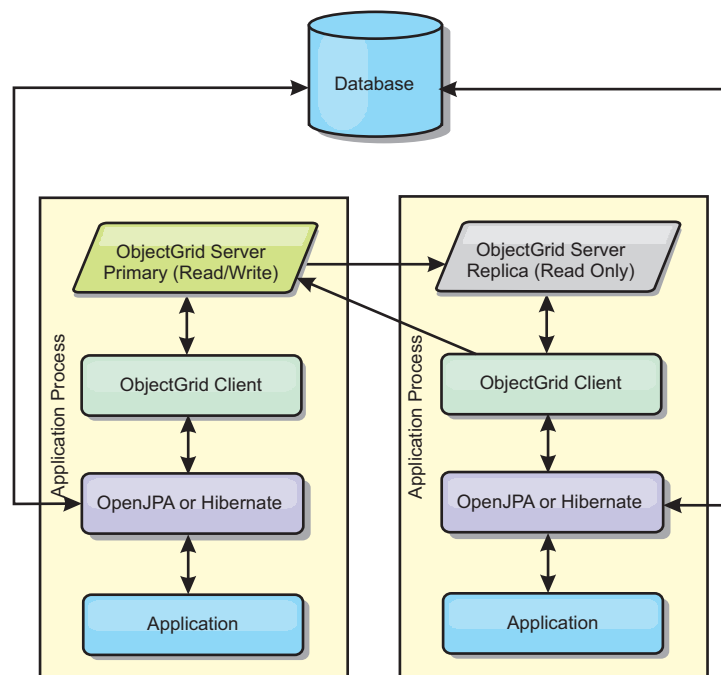 Database
ObjectGrid Server
Primary (Read/Write)
ObjectGrid Client
OpenJPA or Hibernate
Application
Application Process
ObjectGrid Server
Replica (Read Only)
ObjectGrid Client
OpenJPA or Hibernate
Application
Application Process